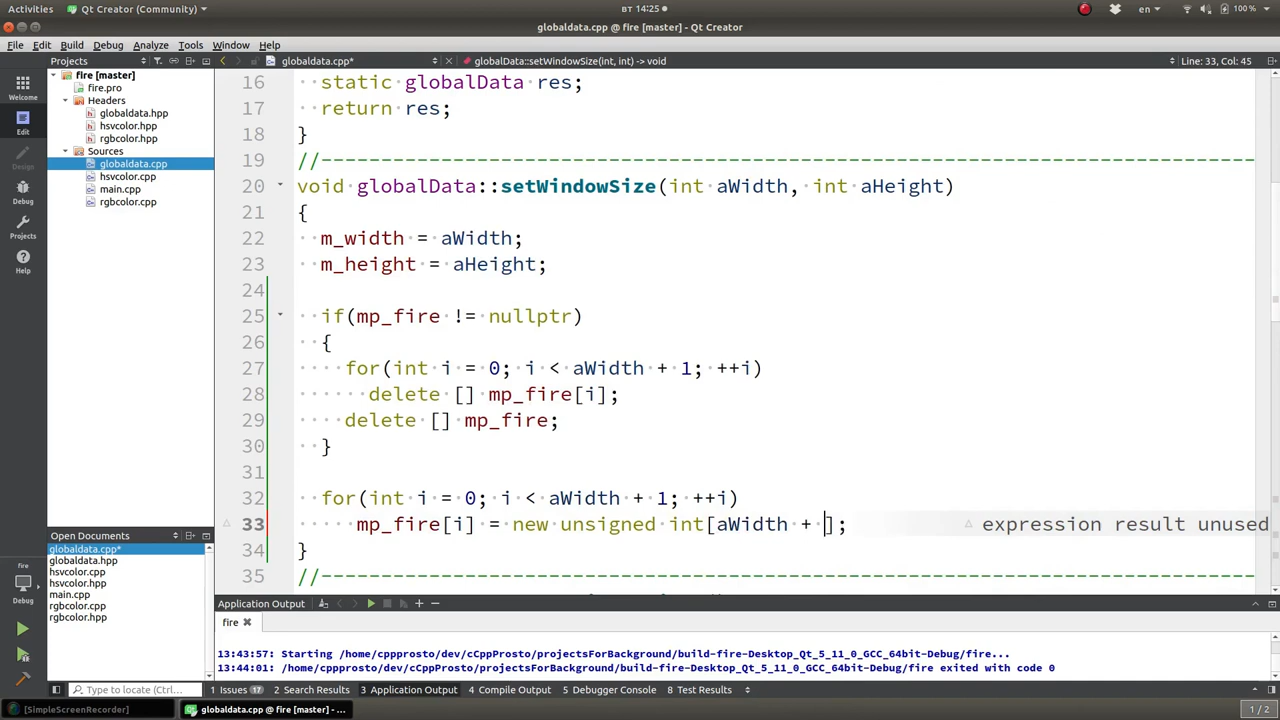 Activities
Qt Creator (Community)
вт 14:25
en
100 %
globaldata.cpp @ fire [master] - Qt Creator
File Edit Build Debug Analyze Tools Window Help
Projects
globaldata.cpp*
globalData::setWindowSize(int, int) -> void
Line: 33, Col: 45
Welcome
Edit
Design
Debug
Projects
Help
fire [master]
fire.pro
Headers
globaldata.hpp
hsvcolor.hpp
rgbcolor.hpp
Sources
globaldata.cpp
hsvcolor.cpp
main.cpp
rgbcolor.cpp
16 static globalData res;
17 return res;
18 }
19 //------------------------------------------------------------------------------
20 void globalData::setWindowSize(int aWidth, int aHeight)
21 {
22 m_width = aWidth;
23 m_height = aHeight;
24
25 if(mp_fire != nullptr)
26 {
27 for(int i = 0; i < aWidth + 1; ++i)
28 delete [] mp_fire[i];
29 delete [] mp_fire;
30 }
31
32 for(int i = 0; i < aWidth + 1; ++i)
33 mp_fire[i] = new unsigned int[aWidth + ]; expression result unused
34 }
35 //------------------------------------------------------------------------------
Open Documents
globaldata.cpp*
globaldata.hpp
hsvcolor.cpp
hsvcolor.hpp
main.cpp
rgbcolor.cpp
rgbcolor.hpp
fire
Debug
Application Output
fire
13:43:57: Starting /home/cppprosto/dev/cCppProsto/projectsForBackground/build-fire-Desktop_Qt_5_11_0_GCC_64bit-Debug/fire...
13:44:01: /home/cppprosto/dev/cCppProsto/projectsForBackground/build-fire-Desktop_Qt_5_11_0_GCC_64bit-Debug/fire exited with code 0
Type to locate (Ctrl...
1 Issues 17 2 Search Results 3 Application Output 4 Compile Output 5 Debugger Console 8 Test Results
[SimpleScreenRecorder]
globaldata.cpp @ fire [master] - ...
1 / 2